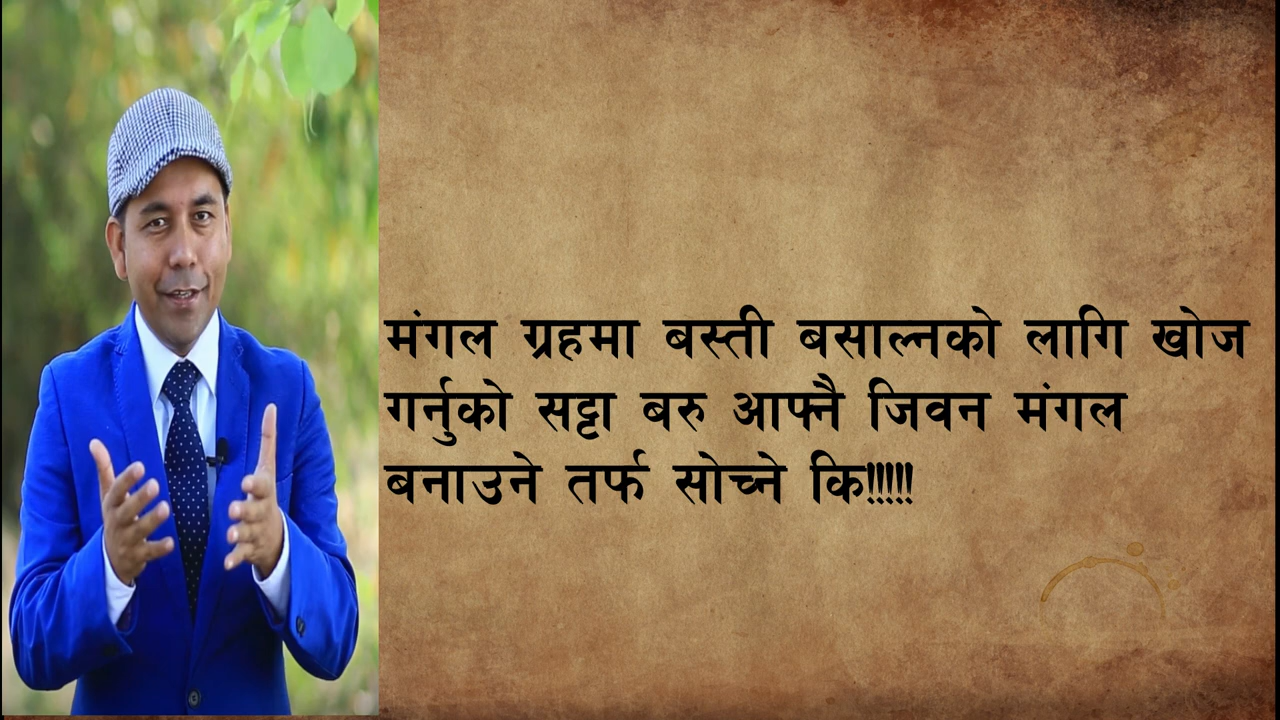 मंगल ग्रहमा बस्ती बसाल्नको लागि खोज
गर्नुको सट्टा बरु आफ्नै जिवन मंगल
बनाउने तर्फ सोच्ने कि!!!!!